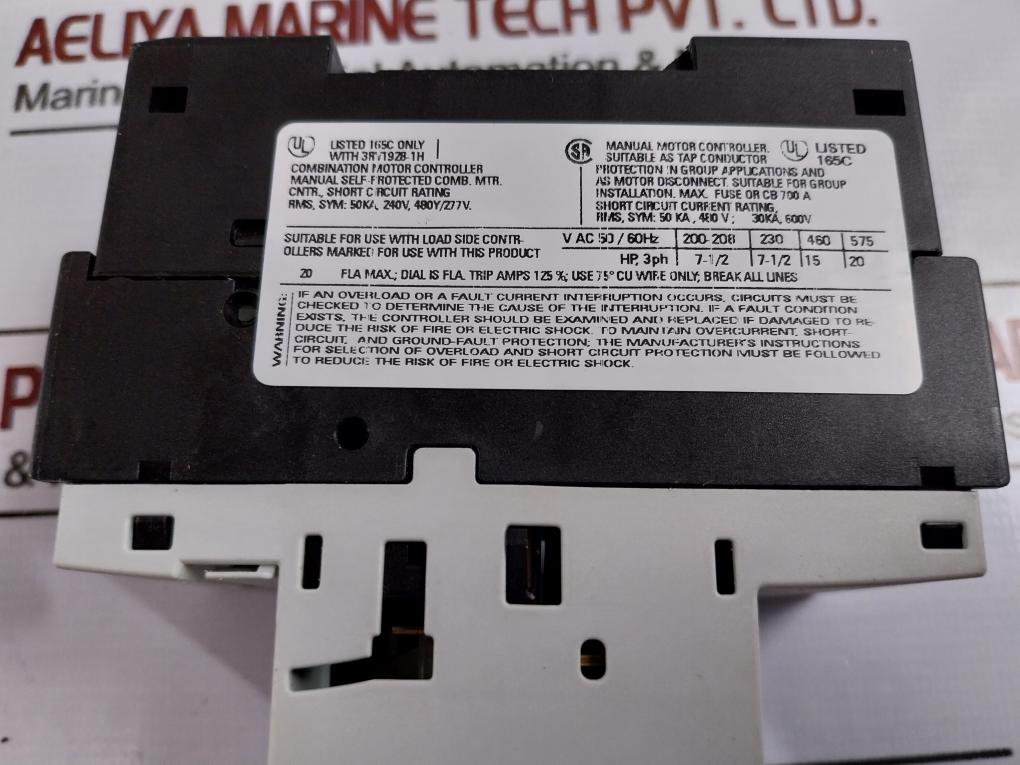 AELIYA MARINE TECH PVT. LTD.
Marin
Automation &
UL LISTED 165C ONLY
WITH 3RV1928-1H
COMBINATION MOTOR CONTROLLER
MANUAL SELF-PROTECTED COMB. MTR.
CNTR., SHORT CIRCUIT RATING
RMS, SYM: 50KA, 240V, 480Y/277V.
SA MANUAL MOTOR CONTROLLER.
SUITABLE AS TAP CONDUCTOR
UL LISTED
165C
PROTECTION IN GROUP APPLICATIONS AND
AS MOTOR DISCONNECT. SUITABLE FOR GROUP
INSTALLATION. MAX. FUSE OR CB 700 A
SHORT CIRCUIT CURRENT RATING,
RMS, SYM: 50 KA, 480 V; 30KA, 600V
SUITABLE FOR USE WITH LOAD SIDE CONTR-
OLLERS MARKED FOR USE WITH THIS PRODUCT
V AC 50 / 60Hz 200-208 230 460 575
HP, 3ph 7-1/2 7-1/2 15 20
20 FLA MAX.; DIAL IS FLA. TRIP AMPS 125 %; USE 75° CU WIRE ONLY; BREAK ALL LINES
WARNING:
IF AN OVERLOAD OR A FAULT CURRENT INTERRUPTION OCCURS, CIRCUITS MUST BE
CHECKED TO DETERMINE THE CAUSE OF THE INTERRUPTION. IF A FAULT CONDITION
EXISTS, THE CONTROLLER SHOULD BE EXAMINED AND REPLACED IF DAMAGED TO RE-
DUCE THE RISK OF FIRE OR ELECTRIC SHOCK. TO MAINTAIN OVERCURRENT, SHORT-
CIRCUIT, AND GROUND-FAULT PROTECTION; THE MANUFACTURER'S INSTRUCTIONS
FOR SELECTION OF OVERLOAD AND SHORT CIRCUIT PROTECTION MUST BE FOLLOWED
TO REDUCE THE RISK OF FIRE OR ELECTRIC SHOCK.
P
&